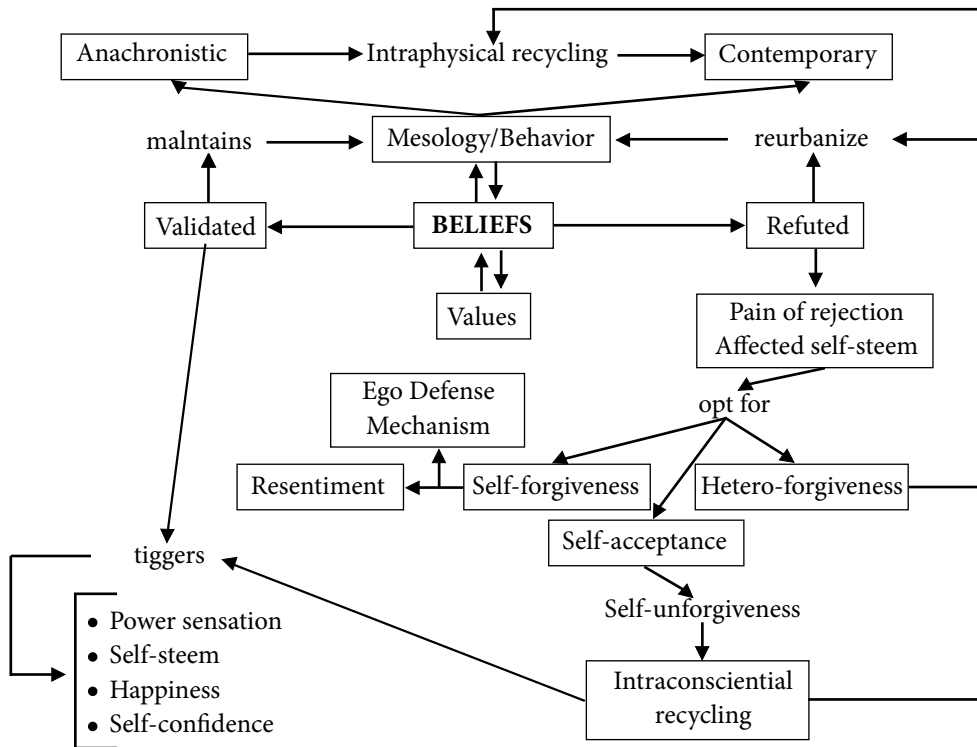 Anachronistic
Intraphysical recycling
Contemporary
malntains
Mesology/Behavior
reurbanize
Validated
BELIEFS
Refuted
Values
Pain of rejection
Affected self-steem
Ego Defense
Mechanism
opt for
Resentiment
Self-forgiveness
Hetero-forgiveness
Self-acceptance
tiggers
Self-unforgiveness
• Power sensation
• Self-steem
• Happiness
• Self-confidence
Intraconsciential
recycling